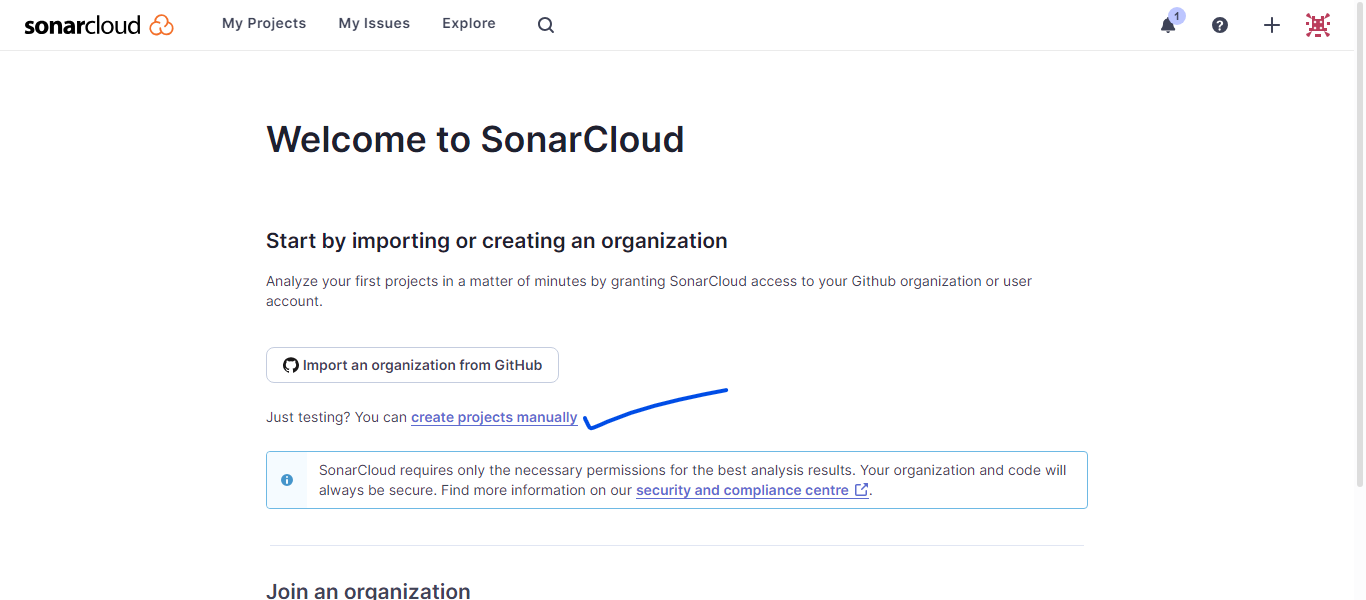 sonarcloud My Projects My Issues Explore 1 ?
Welcome to SonarCloud
Start by importing or creating an organization
Analyze your first projects in a matter of minutes by granting SonarCloud access to your Github organization or user
account.
Import an organization from GitHub
Just testing? You can create projects manually
SonarCloud requires only the necessary permissions for the best analysis results. Your organization and code will
always be secure. Find more information on our security and compliance centre.
Join an organization